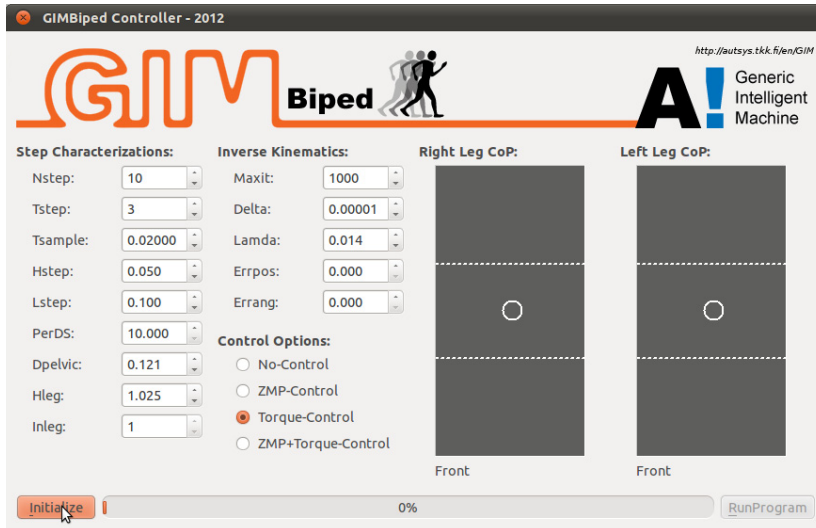 GIMBiped Controller - 2012
http://autsys.tkk.fi/en/GIM
GIM Biped
A! Generic
Intelligent
Machine
Step Characterizations:
Nstep: 10
Tstep: 3
Tsample: 0.02000
Hstep: 0.050
Lstep: 0.100
PerDS: 10.000
Dpelvic: 0.121
Hleg: 1.025
Inleg: 1
Inverse Kinematics:
Maxit: 1000
Delta: 0.00001
Lamda: 0.014
Errpos: 0.000
Errang: 0.000
Control Options:
No-Control
ZMP-Control
Torque-Control
ZMP+Torque-Control
Right Leg CoP:
Front
Left Leg CoP:
Front
Initialize
0%
RunProgram